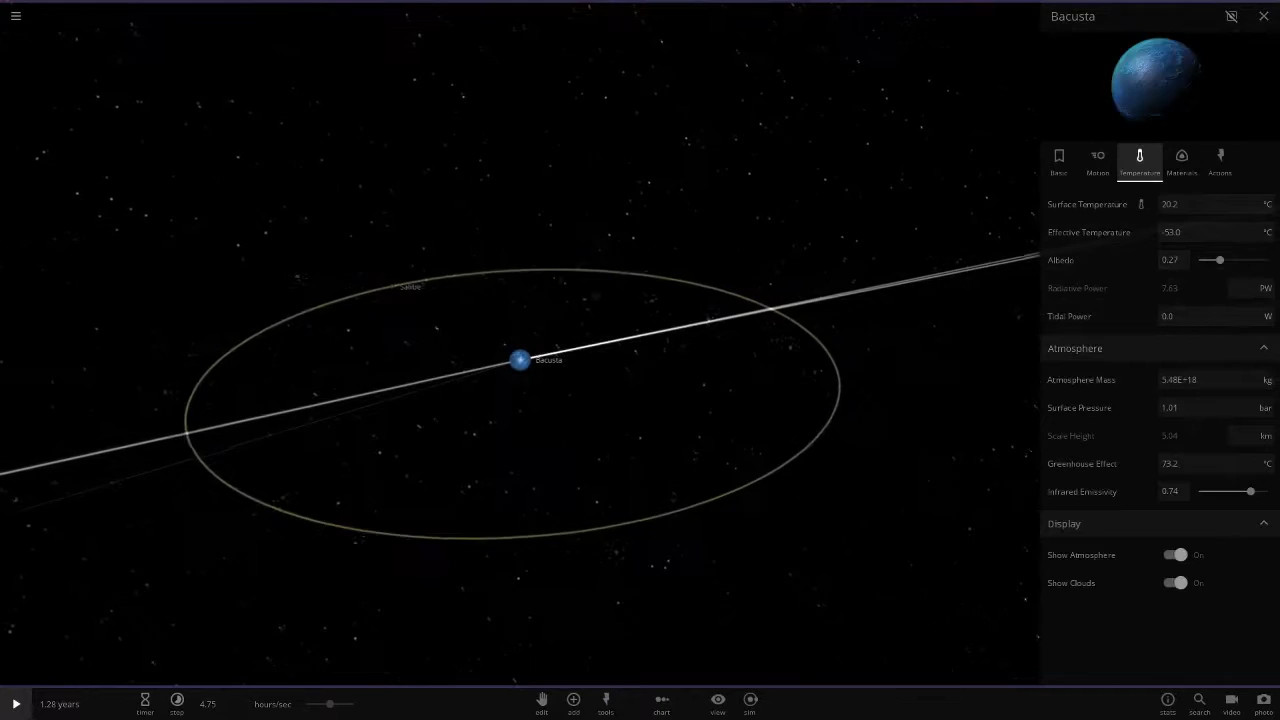 Bacusta
Basic Motion Temperature Materials Actions
Surface Temperature 20.2 °C
Effective Temperature -53.0 °C
Albedo 0.27
Radiative Power 7.63 PW
Tidal Power 0.0 W
Atmosphere
Atmosphere Mass 5.48E+18 kg
Surface Pressure 1.01 bar
Scale Height 5.04 km
Greenhouse Effect 73.2 °C
Infrared Emissivity 0.74
Display
Show Atmosphere On
Show Clouds On
Bacusta
1.28 years
timer step 4.75 hours/sec
edit add tools chart view sim
stats search video photo